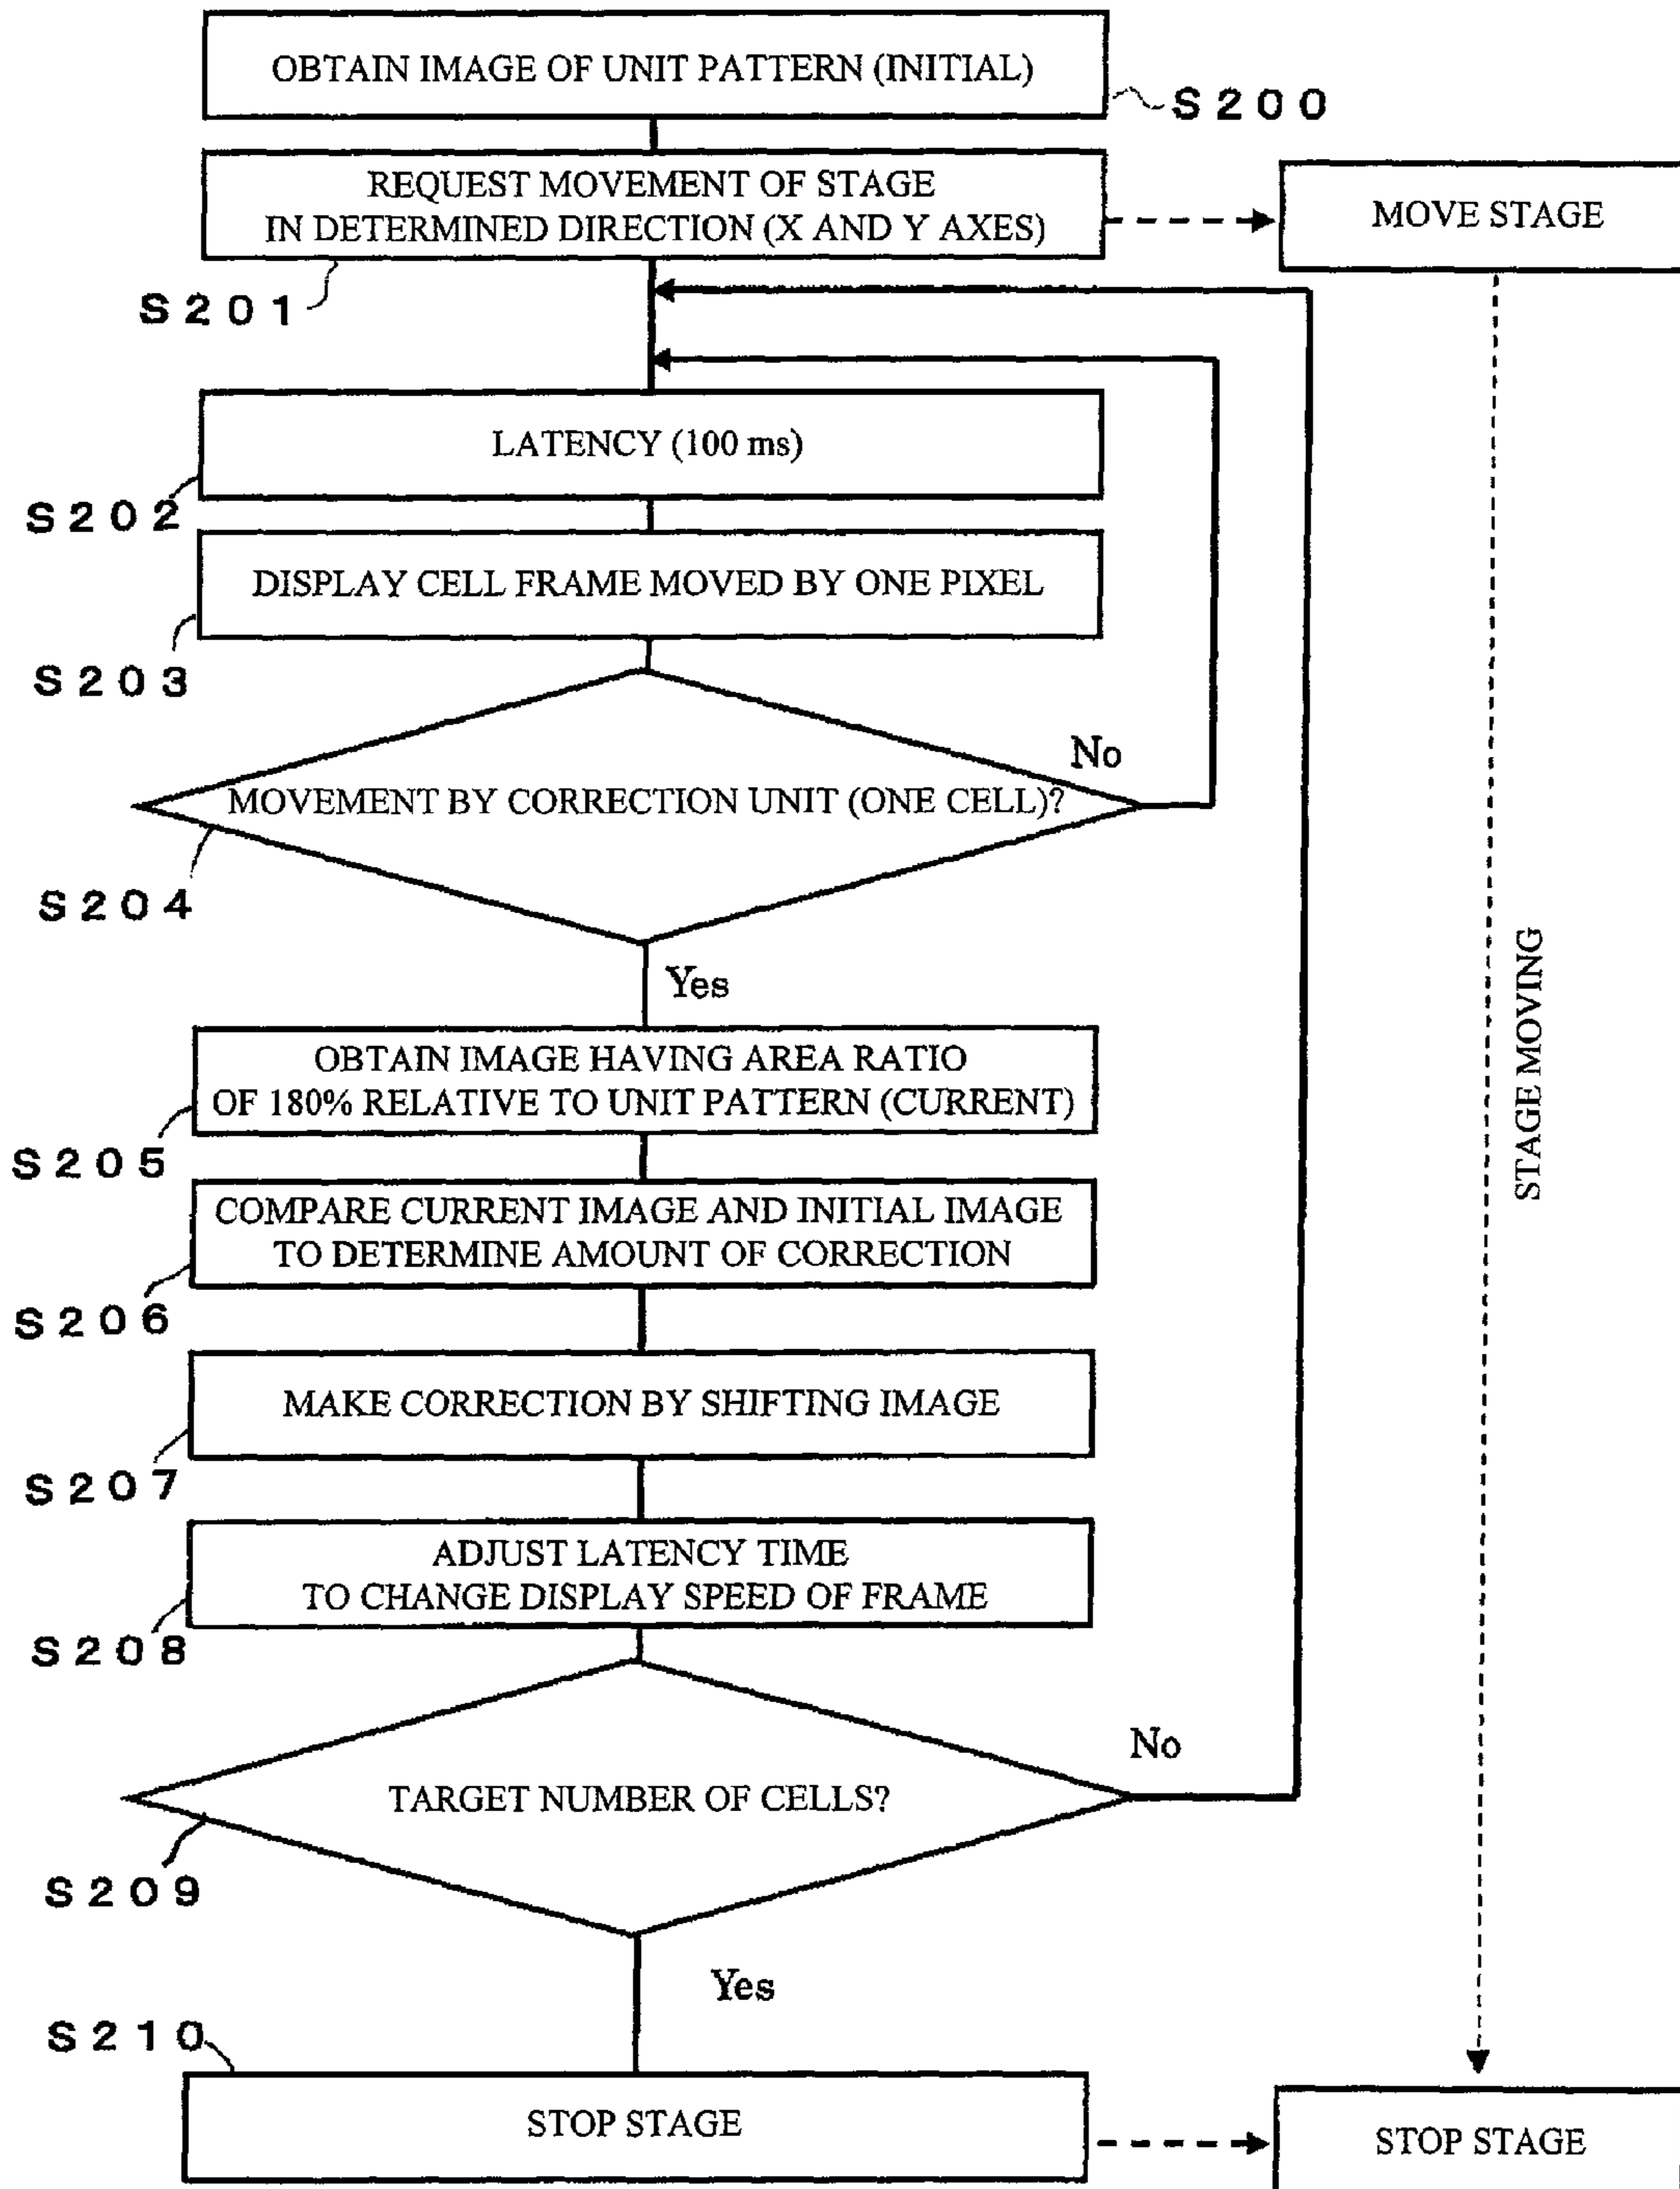 OBTAIN IMAGE OF UNIT PATTERN (INITIAL)
S200
REQUEST MOVEMENT OF STAGE
IN DETERMINED DIRECTION (X AND Y AXES)
MOVE STAGE
S201
LATENCY (100 ms)
S202
DISPLAY CELL FRAME MOVED BY ONE PIXEL
S203
No
MOVEMENT BY CORRECTION UNIT (ONE CELL)?
S204
Yes
STAGE MOVING
OBTAIN IMAGE HAVING AREA RATIO
OF 180% RELATIVE TO UNIT PATTERN (CURRENT)
S205
COMPARE CURRENT IMAGE AND INITIAL IMAGE
TO DETERMINE AMOUNT OF CORRECTION
S206
MAKE CORRECTION BY SHIFTING IMAGE
S207
ADJUST LATENCY TIME
TO CHANGE DISPLAY SPEED OF FRAME
S208
No
TARGET NUMBER OF CELLS?
S209
Yes
S210
STOP STAGE
STOP STAGE